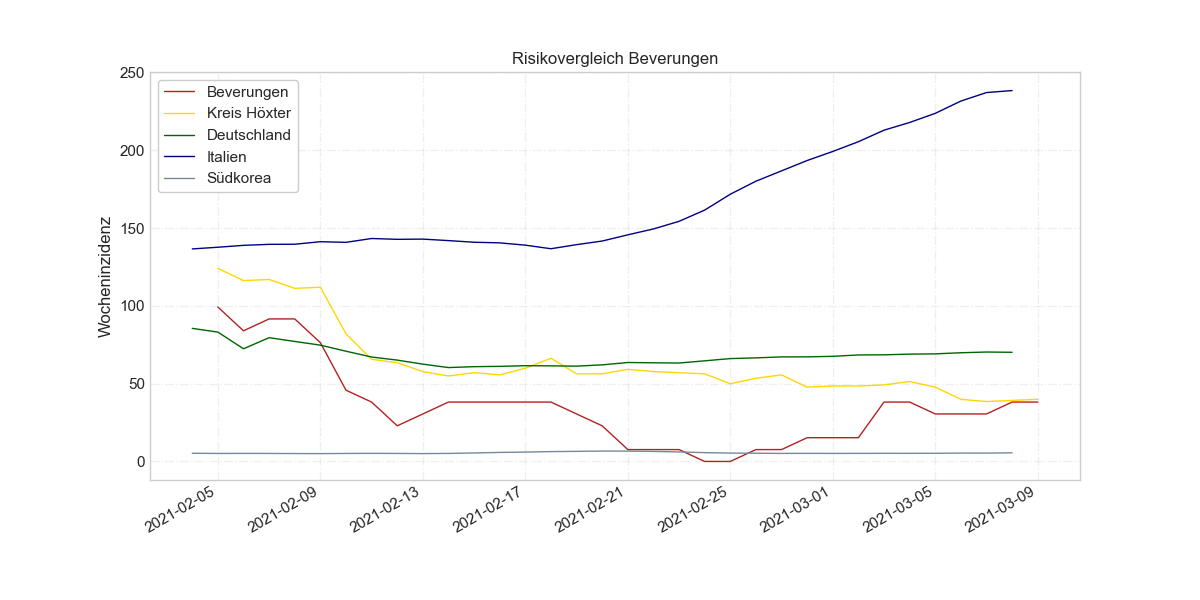 Risikovergleich Beverungen
Wocheninzidenz
250
200
150
100
50
0
Beverungen
Kreis Höxter
Deutschland
Italien
Südkorea
2021-02-05
2021-02-09
2021-02-13
2021-02-17
2021-02-21
2021-02-25
2021-03-01
2021-03-05
2021-03-09